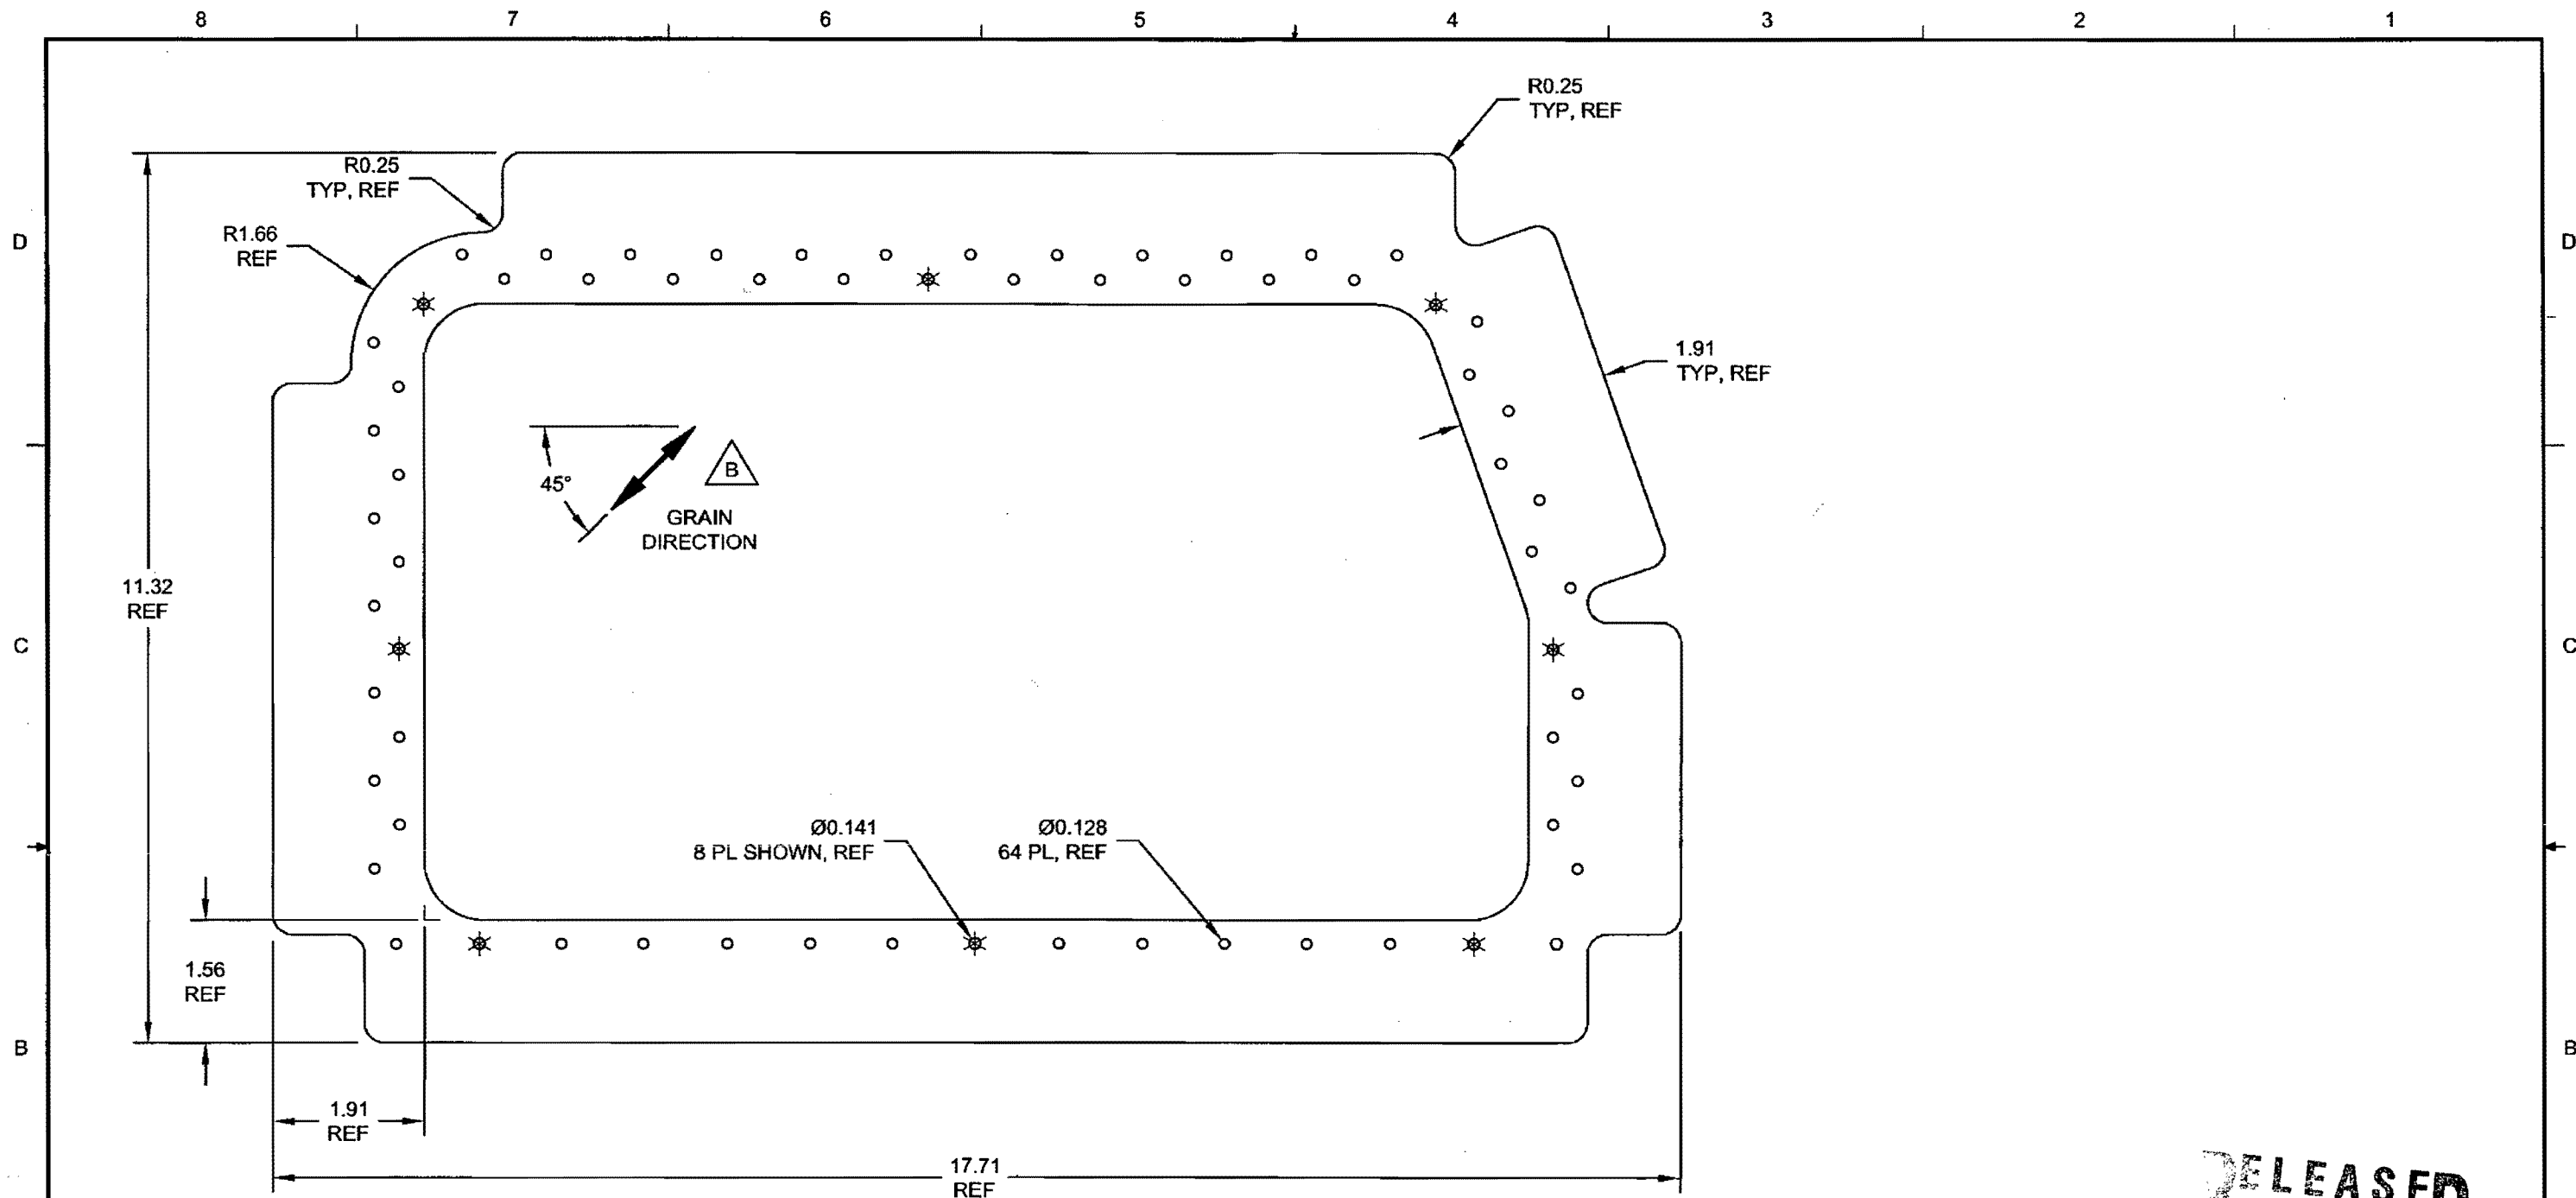 8 7 6 5 4 3 2 1
R0.25
TYP, REF
R0.25
TYP, REF
D
R1.66
REF
D
1.91
TYP, REF
B
45°
GRAIN
DIRECTION
11.32
REF
C
C
Ø0.141
8 PL SHOWN, REF
Ø0.128
64 PL, REF
1.56
REF
B
B
1.91
REF
17.71
REF
RELEASED